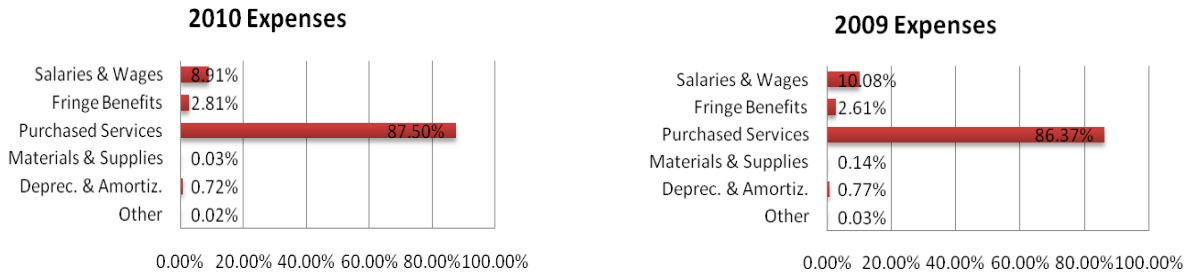 2010 Expenses
Salaries & Wages 8.91%
Fringe Benefits 2.81%
Purchased Services 87.50%
Materials & Supplies 0.03%
Deprec. & Amortiz. 0.72%
Other 0.02%
0.00% 20.00% 40.00% 60.00% 80.00% 100.00%
2009 Expenses
Salaries & Wages 10.08%
Fringe Benefits 2.61%
Purchased Services 86.37%
Materials & Supplies 0.14%
Deprec. & Amortiz. 0.77%
Other 0.03%
0.00% 20.00% 40.00% 60.00% 80.00% 100.00%